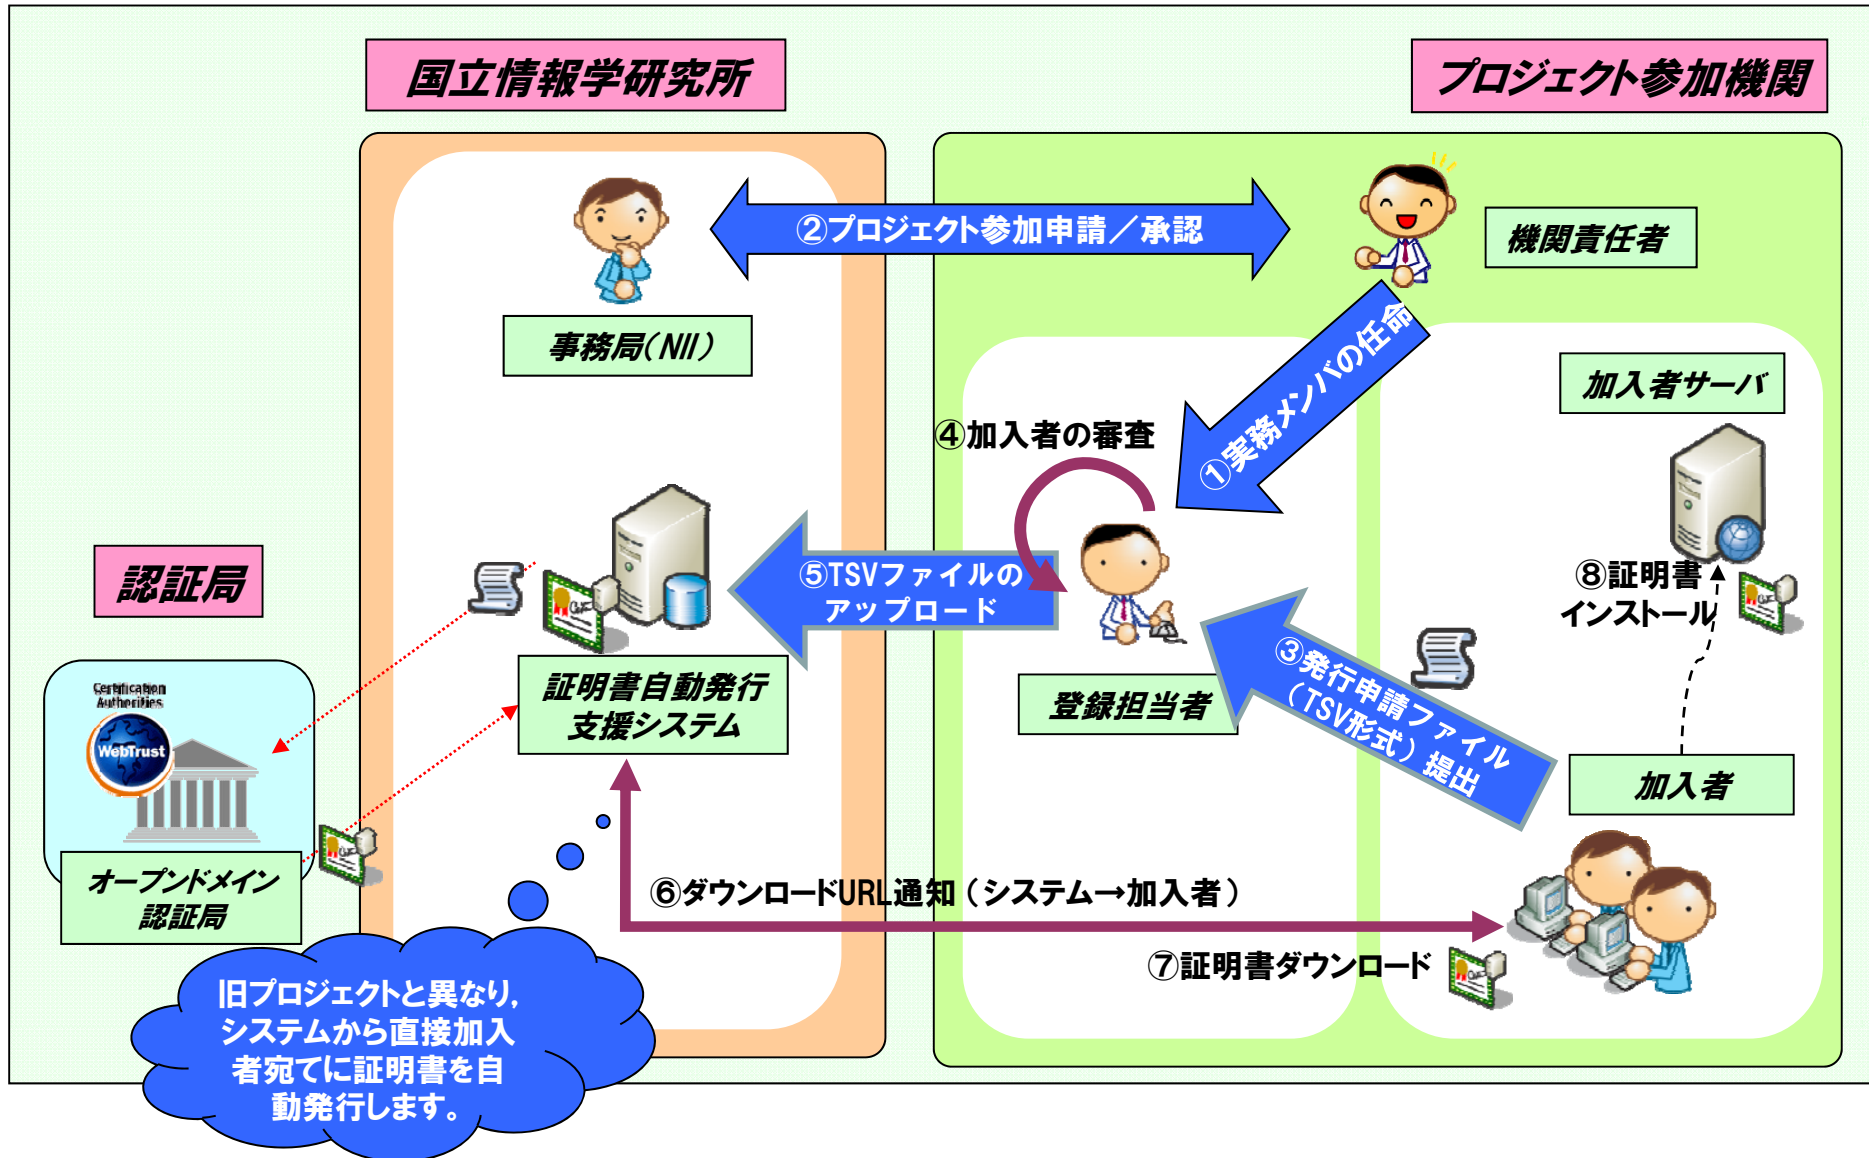 国立情報学研究所
プロジェクト参加機関
②プロジェクト参加申請／承認
機関責任者
事務局(NII)
①実務メンバの任命
加入者サーバ
④加入者の審査
認証局
⑤TSVファイルの
アップロード
⑧証明書
インストール
③発行申請ファイル
(TSV形式)提出
証明書自動発行
支援システム
登録担当者
加入者
Certification
Authorities
WebTrust
オープンドメイン
認証局
⑥ダウンロードURL通知(システム→加入者)
⑦証明書ダウンロード
旧プロジェクトと異なり,
システムから直接加入
者宛てに証明書を自
動発行します。